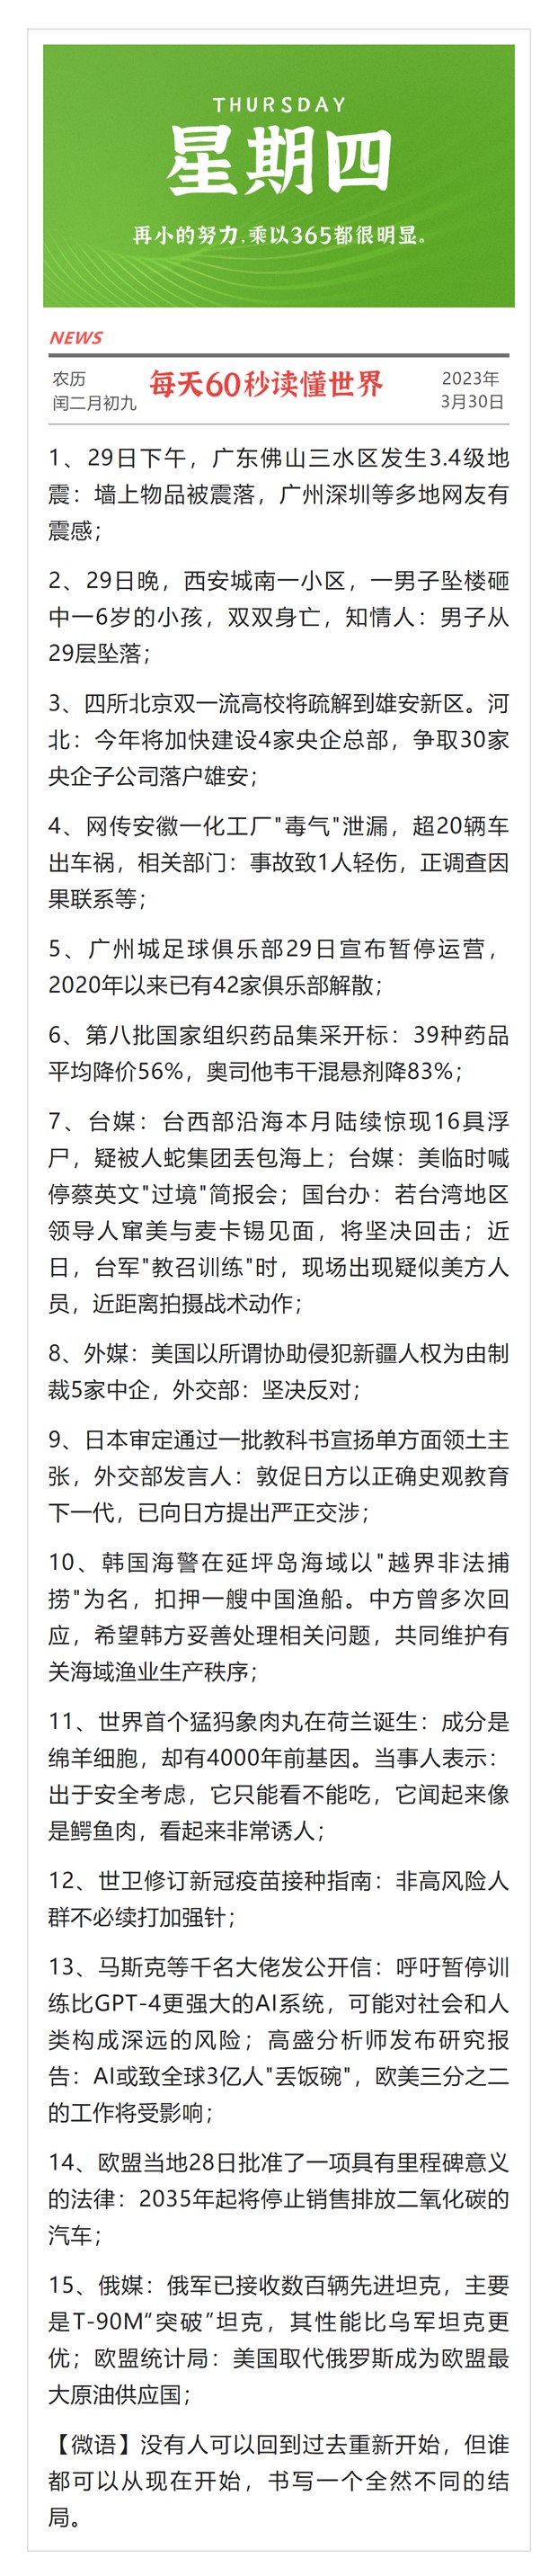 THURSDAY
星期四
再小的努力,乘以365都很明显。
NEWS
农历
闰二月初九
每天60秒读懂世界
2023年
3月30日
1、29日下午，广东佛山三水区发生3.4级地
震：墙上物品被震落，广州深圳等多地网友有
震感；
2、29日晚，西安城南一小区，一男子坠楼砸
中一6岁的小孩，双双身亡，知情人：男子从
29层坠落；
3、四所北京双一流高校将疏解到雄安新区。河
北：今年将加快建设4家央企总部，争取30家
央企子公司落户雄安；
4、网传安徽一化工厂"毒气"泄漏，超20辆车
出车祸，相关部门：事故致1人轻伤，正调查因
果联系等；
5、广州城足球俱乐部29日宣布暂停运营，
2020年以来已有42家俱乐部解散；
6、第八批国家组织药品集采开标：39种药品
平均降价56%，奥司他韦干混悬剂降83%；
7、台媒：台西部沿海本月陆续惊现16具浮
尸，疑被人蛇集团丢包海上；台媒：美临时喊
停蔡英文"过境"简报会；国台办：若台湾地区
领导人窜美与麦卡锡见面，将坚决回击；近
日，台军"教召训练"时，现场出现疑似美方人
员，近距离拍摄战术动作；
8、外媒：美国以所谓协助侵犯新疆人权为由制
裁5家中企，外交部：坚决反对；
9、日本审定通过一批教科书宣扬单方面领土主
张，外交部发言人：敦促日方以正确史观教育
下一代，已向日方提出严正交涉；
10、韩国海警在延坪岛海域以"越界非法捕
捞"为名，扣押一艘中国渔船。中方曾多次回
应，希望韩方妥善处理相关问题，共同维护有
关海域渔业生产秩序；
11、世界首个猛犸象肉丸在荷兰诞生：成分是
绵羊细胞，却有4000年前基因。当事人表示：
出于安全考虑，它只能看不能吃，它闻起来像
是鳄鱼肉，看起来非常诱人；
12、世卫修订新冠疫苗接种指南：非高风险人
群不必续打加强针；
13、马斯克等千名大佬发公开信：呼吁暂停训
练比GPT-4更强大的AI系统，可能对社会和人
类构成深远的风险；高盛分析师发布研究报
告：AI或致全球3亿人"丢饭碗"，欧美三分之二
的工作将受影响；
14、欧盟当地28日批准了一项具有里程碑意义
的法律：2035年起将停止销售排放二氧化碳的
汽车；
15、俄媒：俄军已接收数百辆先进坦克，主要
是T-90M“突破”坦克，其性能比乌军坦克更
优；欧盟统计局：美国取代俄罗斯成为欧盟最
大原油供应国；
【微语】没有人可以回到过去重新开始，但谁
都可以从现在开始，书写一个全然不同的结
局。